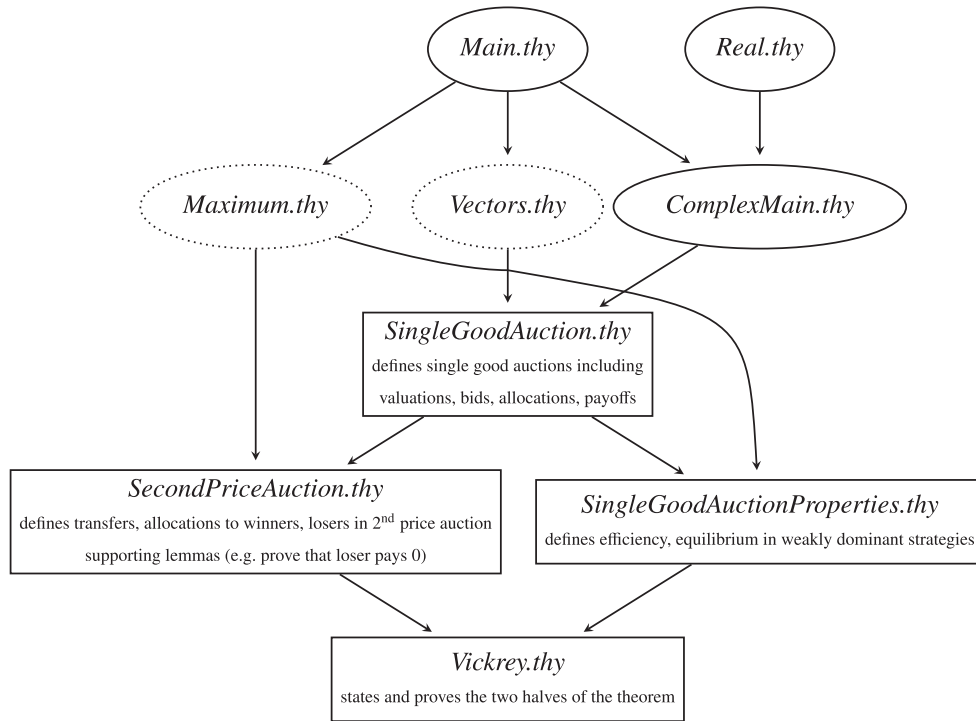 Main.thy
Real.thy
Maximum.thy
Vectors.thy
ComplexMain.thy
SingleGoodAuction.thy
defines single good auctions including
valuations, bids, allocations, payoffs
SecondPriceAuction.thy
defines transfers, allocations to winners, losers in 2nd price auction
supporting lemmas (e.g. prove that loser pays 0)
SingleGoodAuctionProperties.thy
defines efficiency, equilibrium in weakly dominant strategies
Vickrey.thy
states and proves the two halves of the theorem